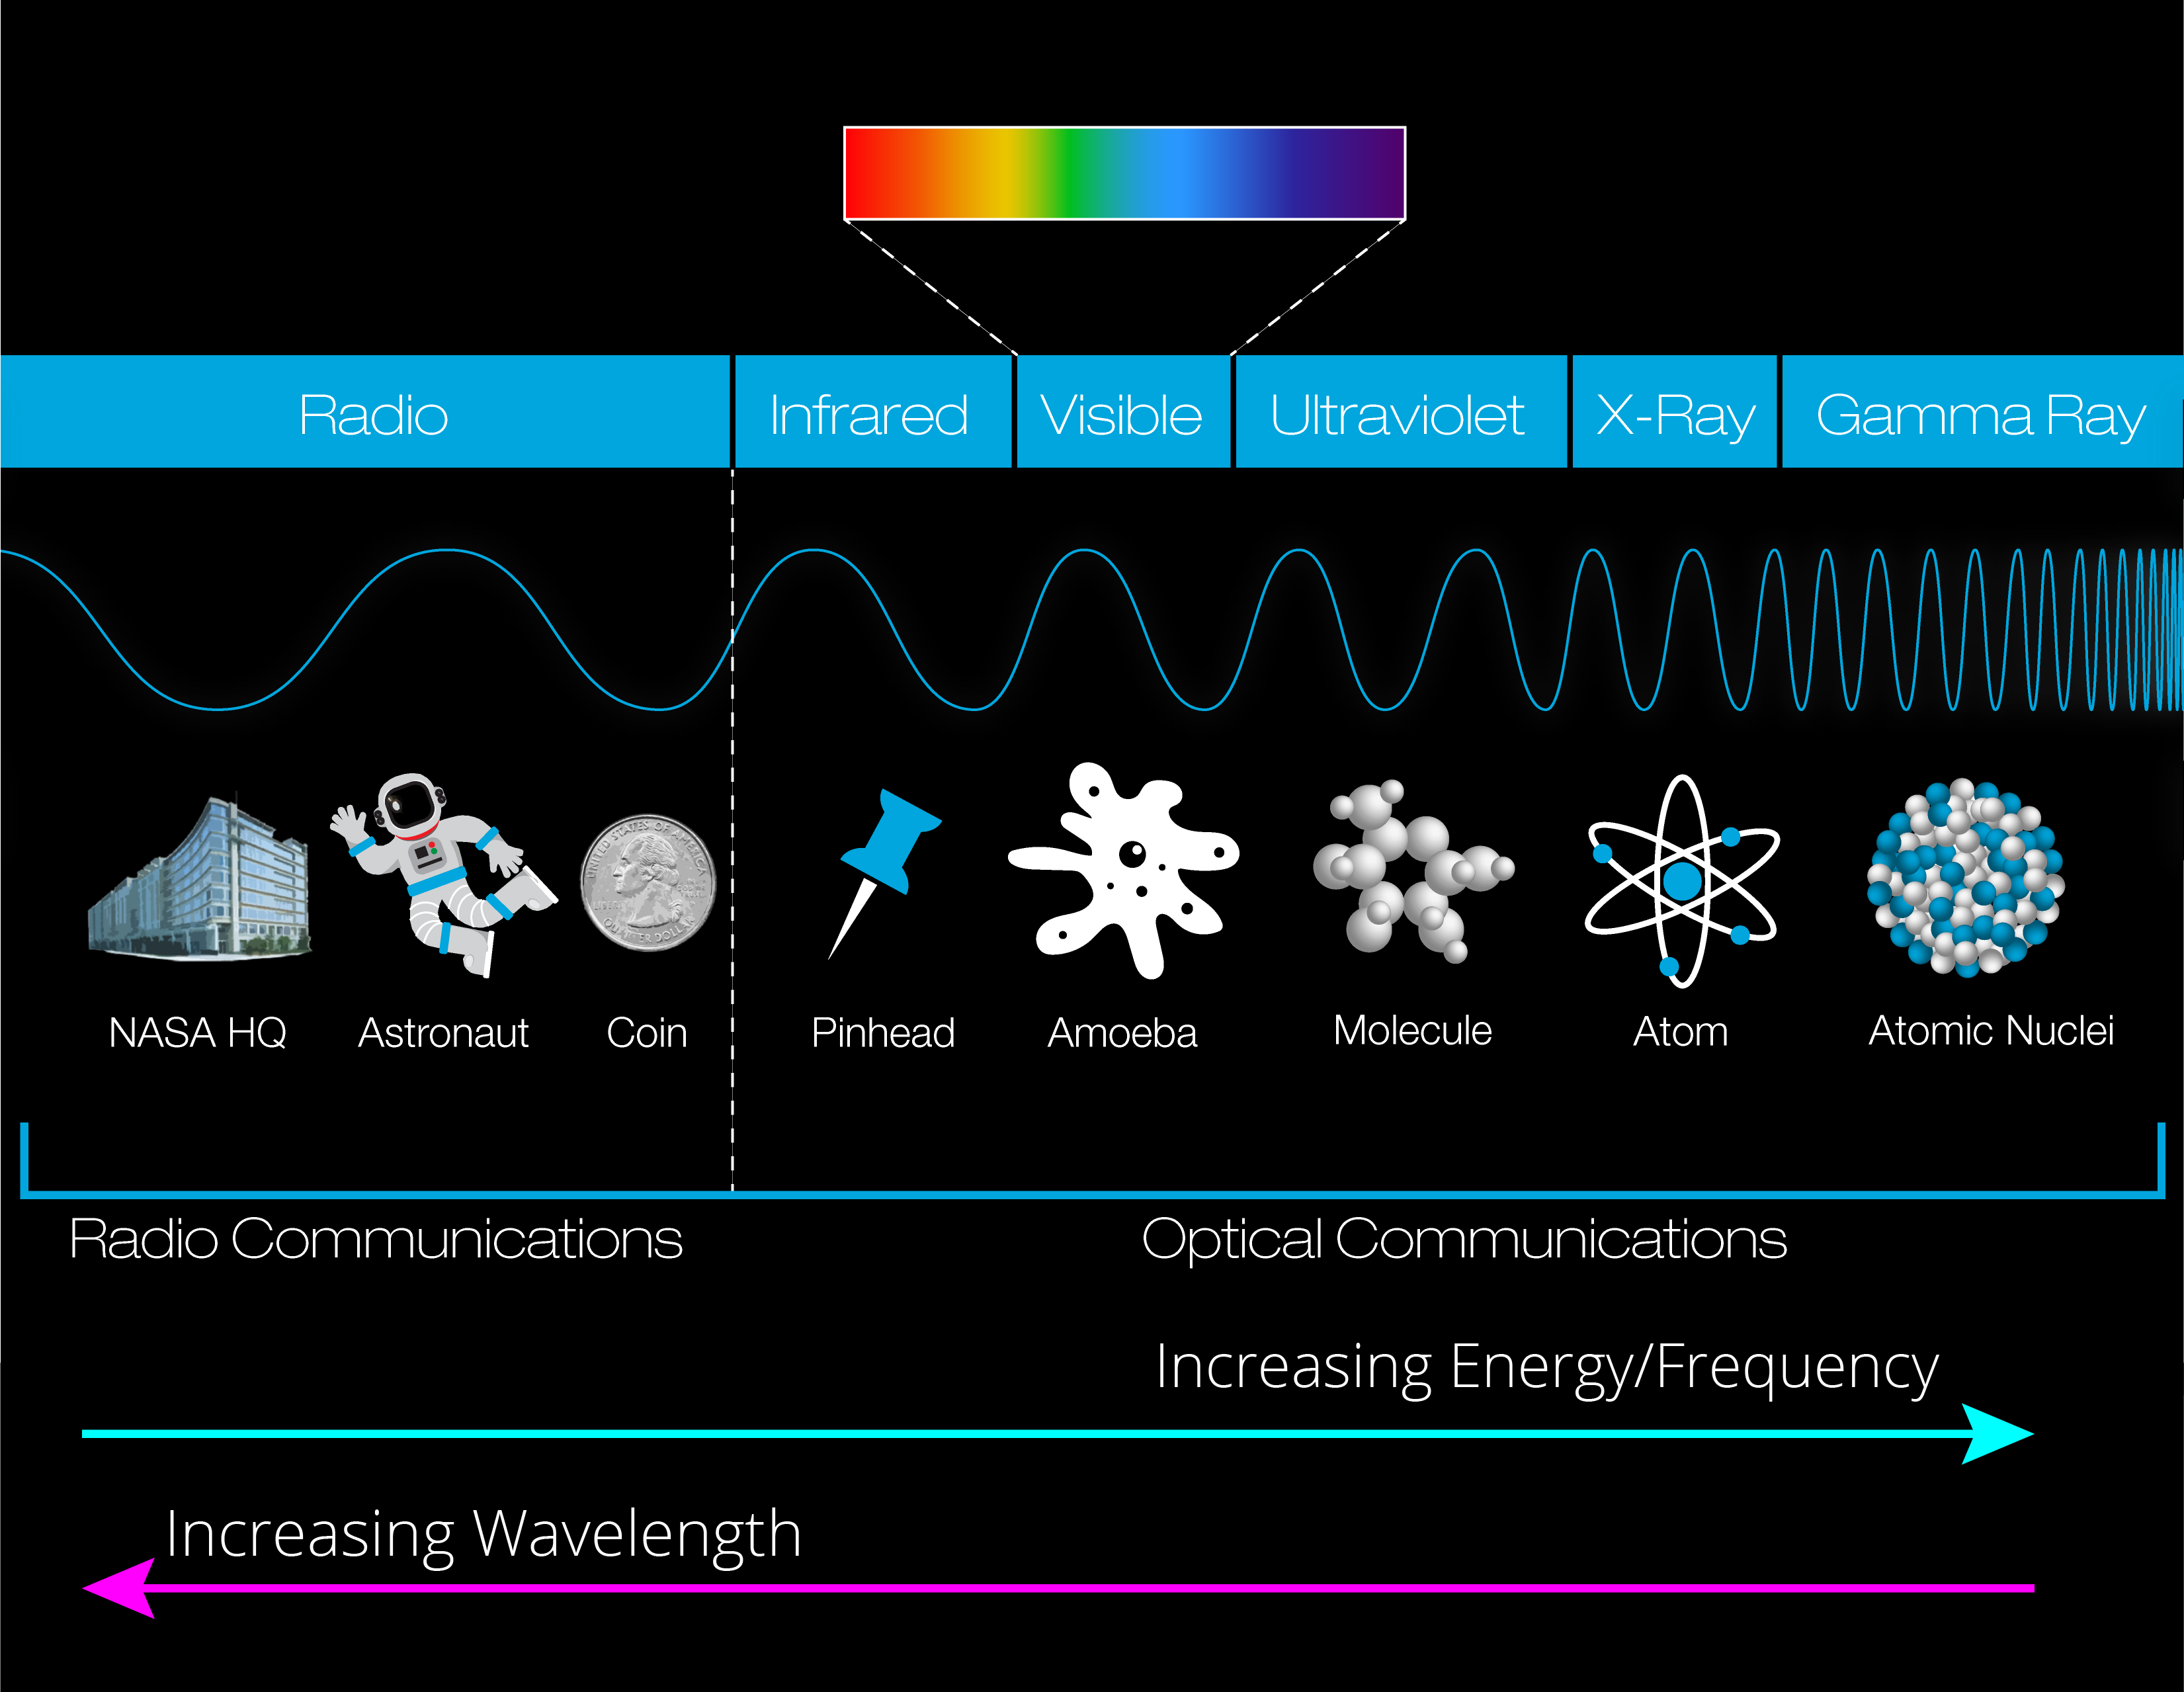 Radio Infrared Visible Ultraviolet X-Ray Gamma Ray
UNITED STATES OF AMERICA
LIBERTY
QUARTER DOLLAR
NASA HQ Astronaut Coin Pinhead Amoeba Molecule Atom Atomic Nuclei
Radio Communications Optical Communications
Increasing Energy/Frequency
Increasing Wavelength